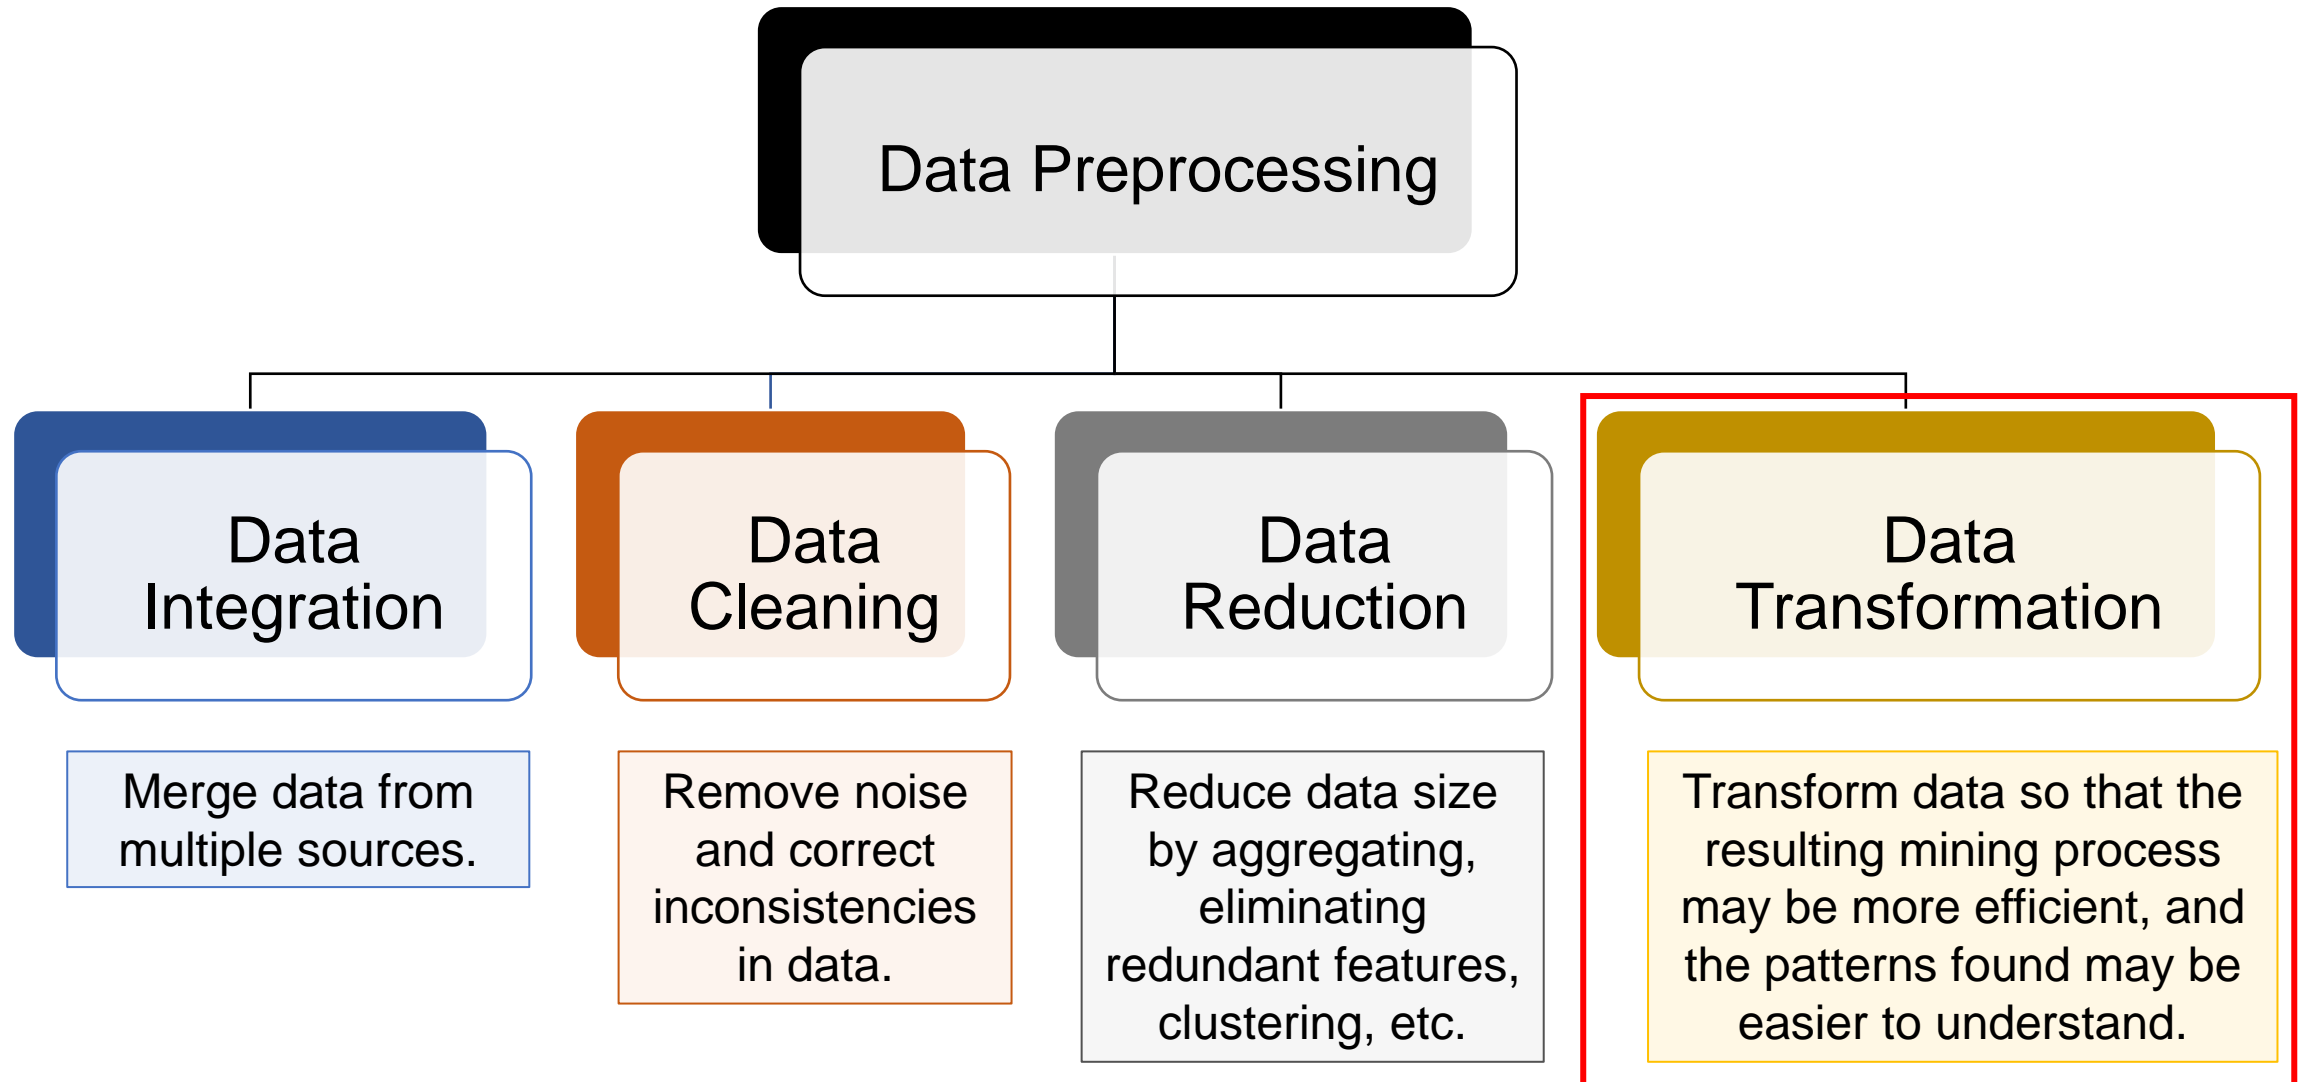 Data Preprocessing
Data
Integration
Data
Cleaning
Data
Reduction
Data
Transformation
Merge data from
multiple sources.
Remove noise
and correct
inconsistencies
in data.
Reduce data size
by aggregating,
eliminating
redundant features,
clustering, etc.
Transform data so that the
resulting mining process
may be more efficient, and
the patterns found may be
easier to understand.